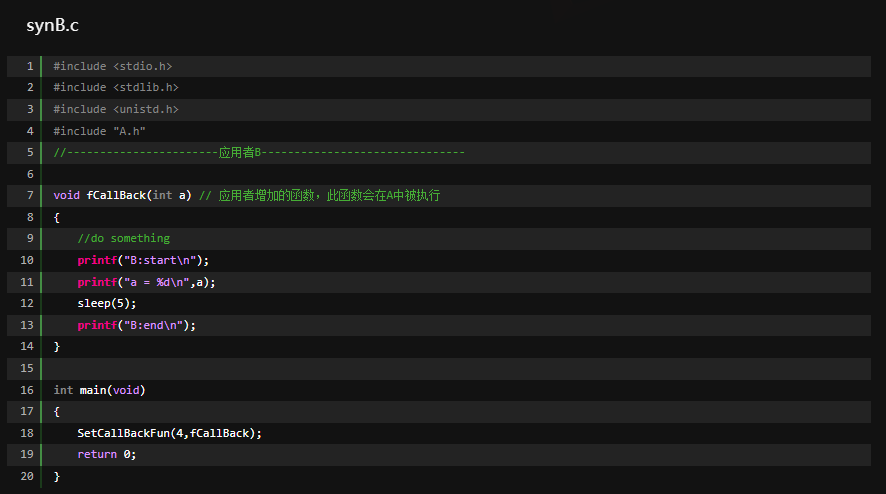 synB.c
1 #include <stdio.h>
2 #include <stdlib.h>
3 #include <unistd.h>
4 #include "A.h"
5 //-----------------------应用者B-------------------------------
6
7 void fCallBack(int a) // 应用者增加的函数，此函数会在A中被执行
8 {
9 //do something
10 printf("B:start\n");
11 printf("a = %d\n",a);
12 sleep(5);
13 printf("B:end\n");
14 }
15
16 int main(void)
17 {
18 SetCallBackFun(4,fCallBack);
19 return 0;
20 }